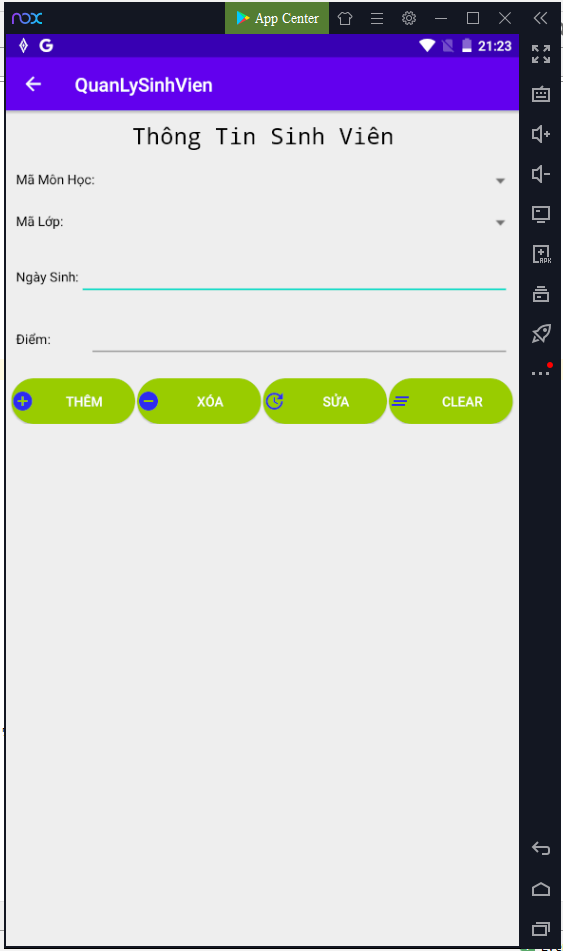 nox App Center
G 21:23
QuanLySinhVien
Thông Tin Sinh Viên
Mã Môn Học:
Mã Lớp:
Ngày Sinh:
Điểm:
THÊM XÓA SỬA CLEAR
APK